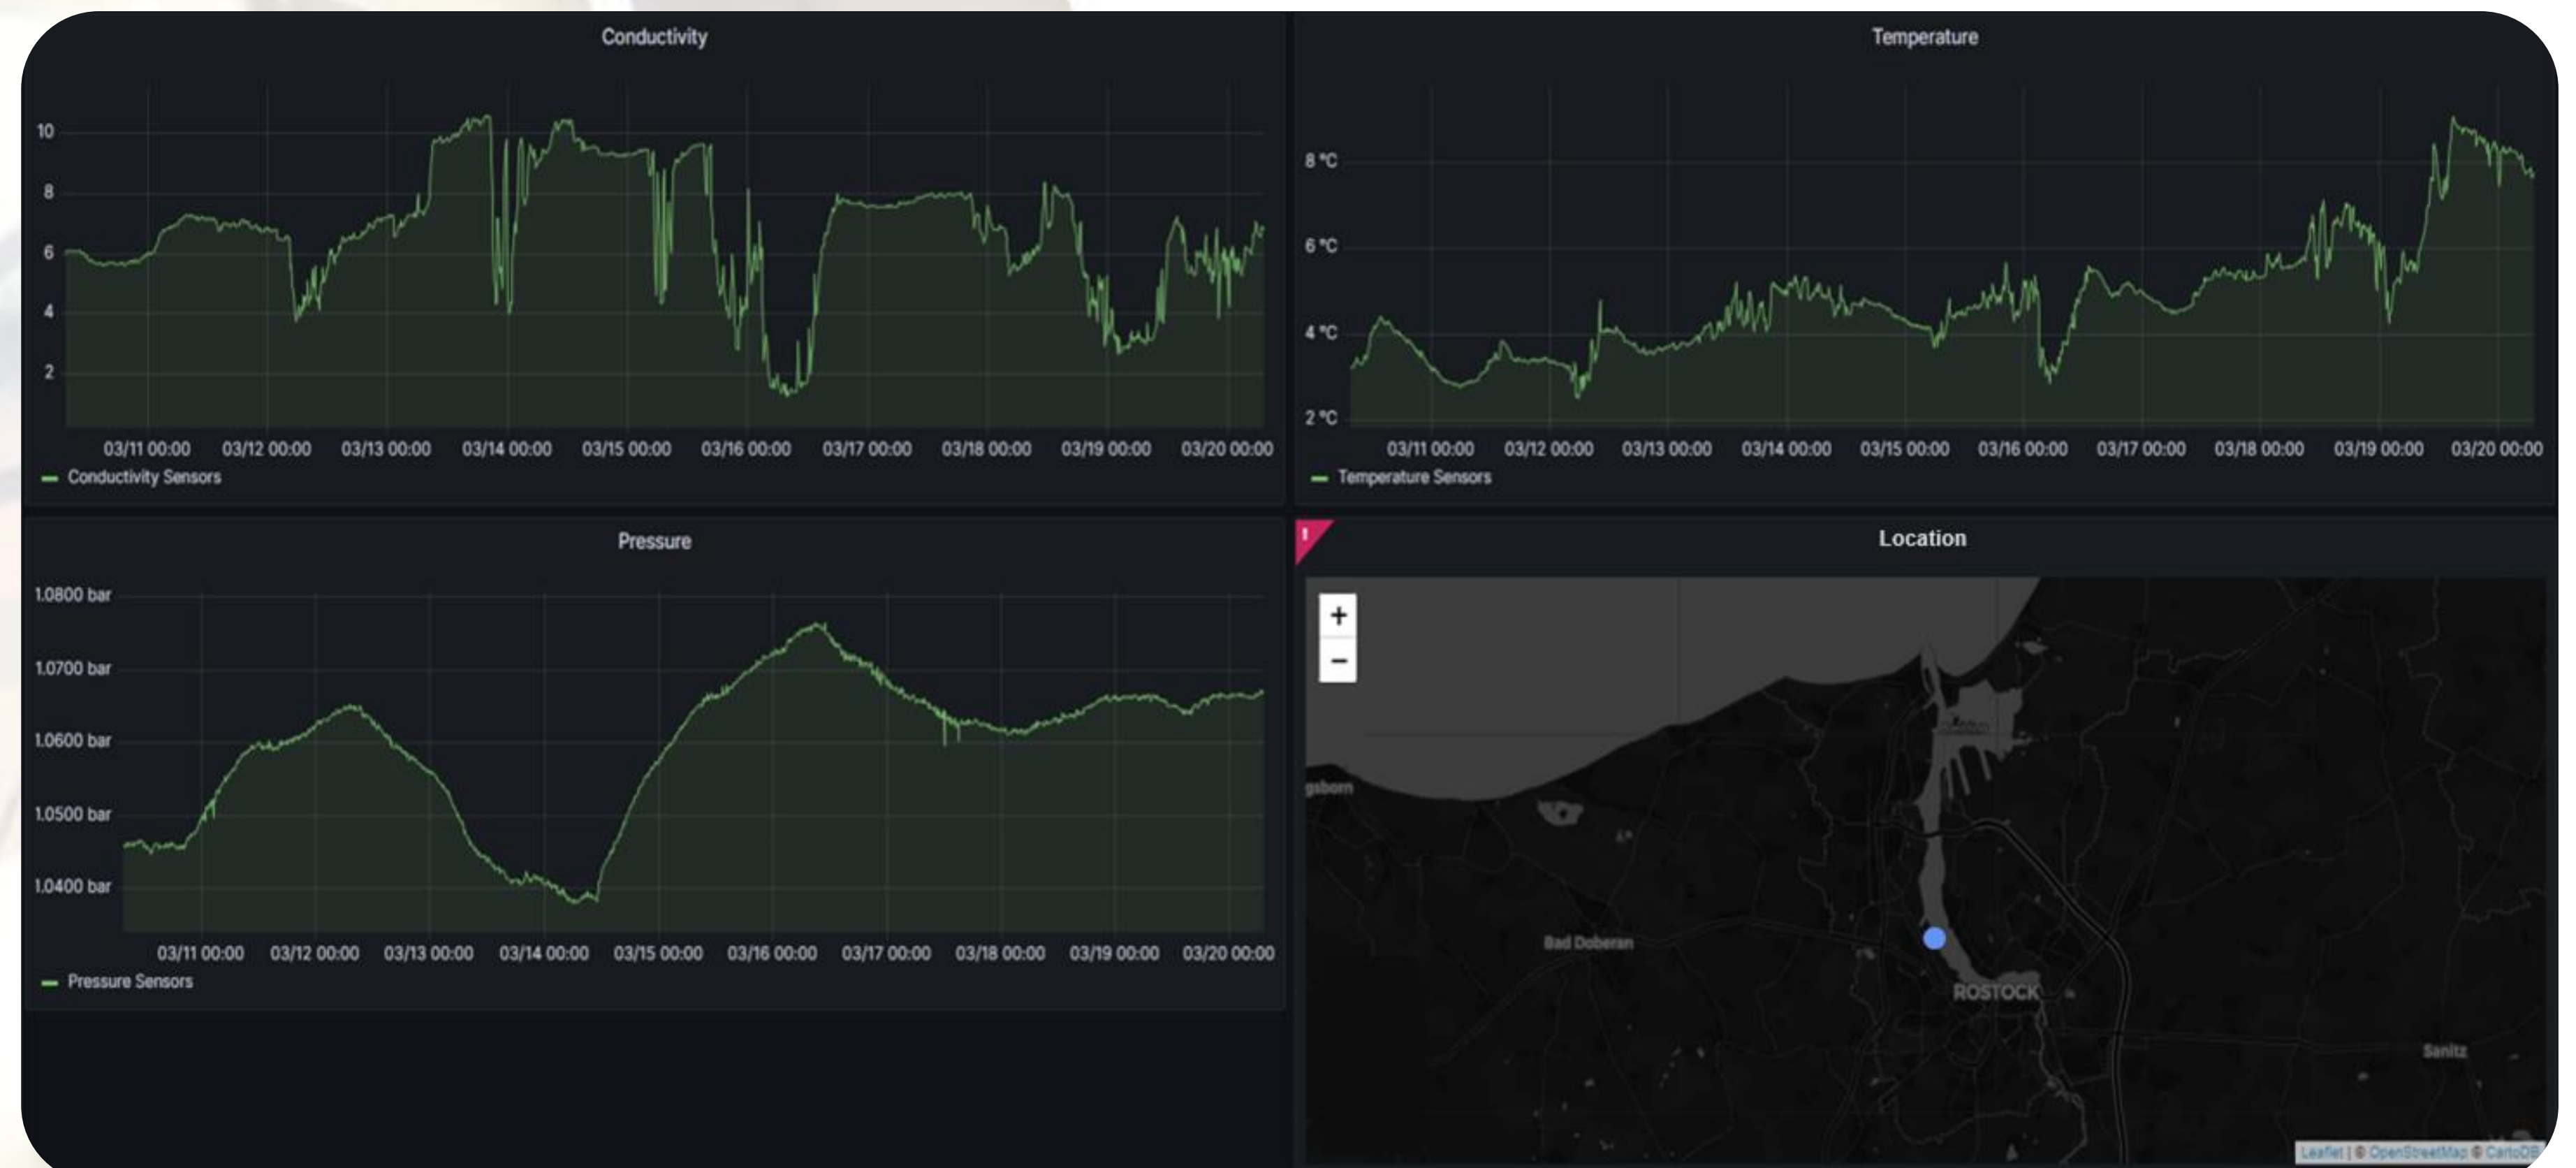 Conductivity
10
8
6
4
2
03/11 00:00 03/12 00:00 03/13 00:00 03/14 00:00 03/15 00:00 03/16 00:00 03/17 00:00 03/18 00:00 03/19 00:00 03/20 00:00
Conductivity Sensors
Temperature
8 °C
6 °C
4 °C
2 °C
03/11 00:00 03/12 00:00 03/13 00:00 03/14 00:00 03/15 00:00 03/16 00:00 03/17 00:00 03/18 00:00 03/19 00:00 03/20 00:00
Temperature Sensors
Pressure
1.0800 bar
1.0700 bar
1.0600 bar
1.0500 bar
1.0400 bar
03/11 00:00 03/12 00:00 03/13 00:00 03/14 00:00 03/15 00:00 03/16 00:00 03/17 00:00 03/18 00:00 03/19 00:00 03/20 00:00
Pressure Sensors
!
Location
+
−
gsborn
Bad Doberan
ROSTOCK
Sanitz
Leaflet | © OpenStreetMap © CartoDB